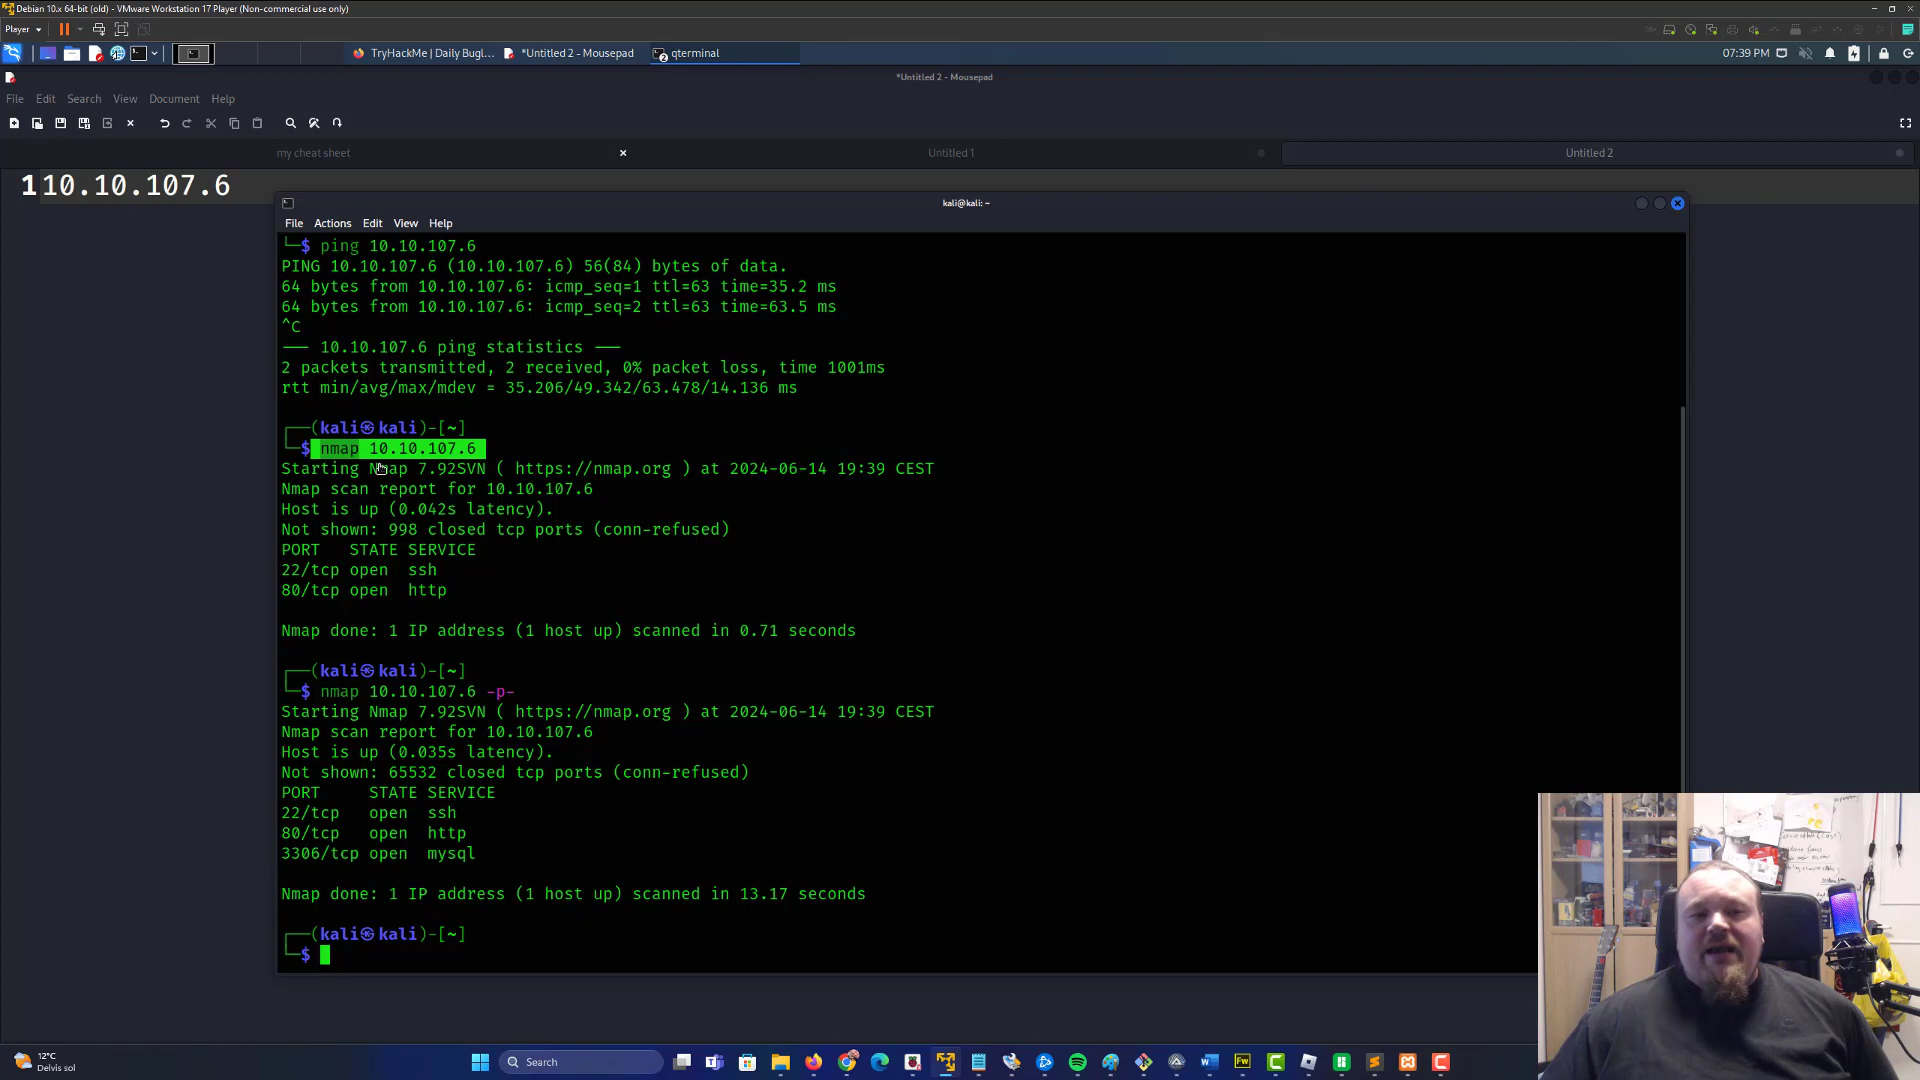 Debian 10.x 64-bit (old) - VMware Workstation 17 Player (Non-commercial use only)
Player
TryHackMe | Daily Bugl...
*Untitled 2 - Mousepad
2
qterminal
07:39 PM
*Untitled 2 - Mousepad
File Edit Search View Document Help
my cheat sheet
Untitled 1
Untitled 2
1 10.10.107.6
kali@kali: ~
File Actions Edit View Help
└─$ ping 10.10.107.6
PING 10.10.107.6 (10.10.107.6) 56(84) bytes of data.
64 bytes from 10.10.107.6: icmp_seq=1 ttl=63 time=35.2 ms
64 bytes from 10.10.107.6: icmp_seq=2 ttl=63 time=63.5 ms
^C
── 10.10.107.6 ping statistics ──
2 packets transmitted, 2 received, 0% packet loss, time 1001ms
rtt min/avg/max/mdev = 35.206/49.342/63.478/14.136 ms
┌──(kali㉿kali)-[~]
└─$ nmap 10.10.107.6
Starting Nmap 7.92SVN ( https://nmap.org ) at 2024-06-14 19:39 CEST
Nmap scan report for 10.10.107.6
Host is up (0.042s latency).
Not shown: 998 closed tcp ports (conn-refused)
PORT STATE SERVICE
22/tcp open ssh
80/tcp open http
Nmap done: 1 IP address (1 host up) scanned in 0.71 seconds
┌──(kali㉿kali)-[~]
└─$ nmap 10.10.107.6 -p-
Starting Nmap 7.92SVN ( https://nmap.org ) at 2024-06-14 19:39 CEST
Nmap scan report for 10.10.107.6
Host is up (0.035s latency).
Not shown: 65532 closed tcp ports (conn-refused)
PORT STATE SERVICE
22/tcp open ssh
80/tcp open http
3306/tcp open mysql
Nmap done: 1 IP address (1 host up) scanned in 13.17 seconds
┌──(kali㉿kali)-[~]
└─$
12°C
Delvis sol
Search